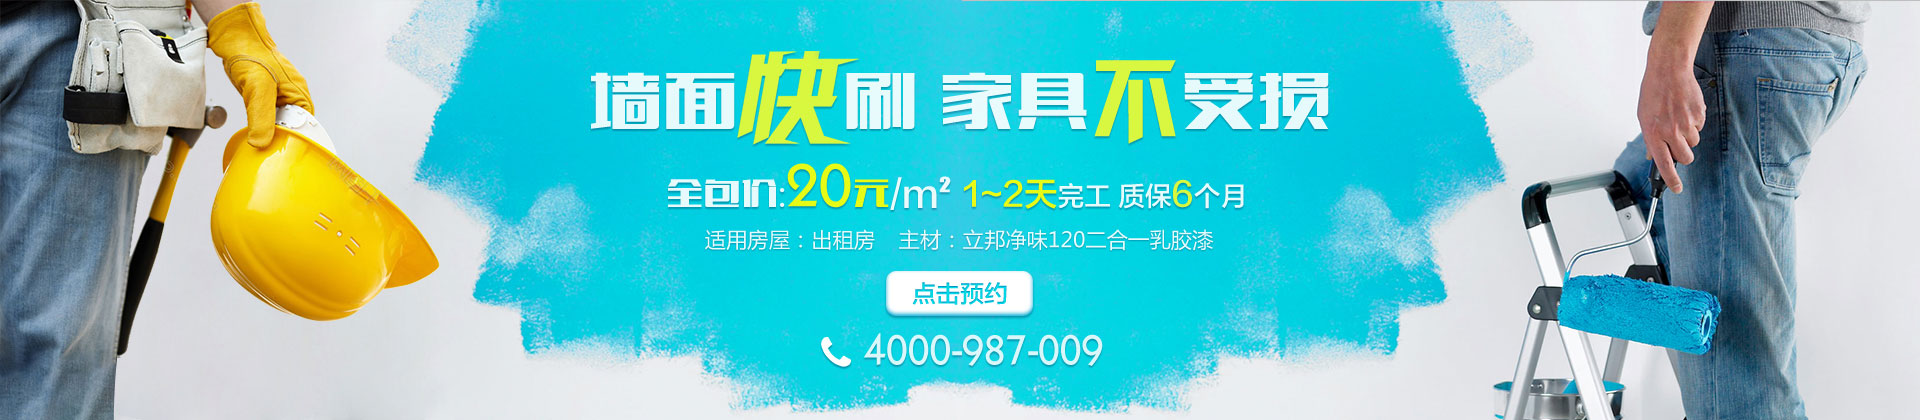 墙面快刷 家具不受损
全包价:20元/m² 1~2天完工 质保6个月
适用房屋：出租房 主材：立邦净味120二合一乳胶漆
点击预约
4000-987-009